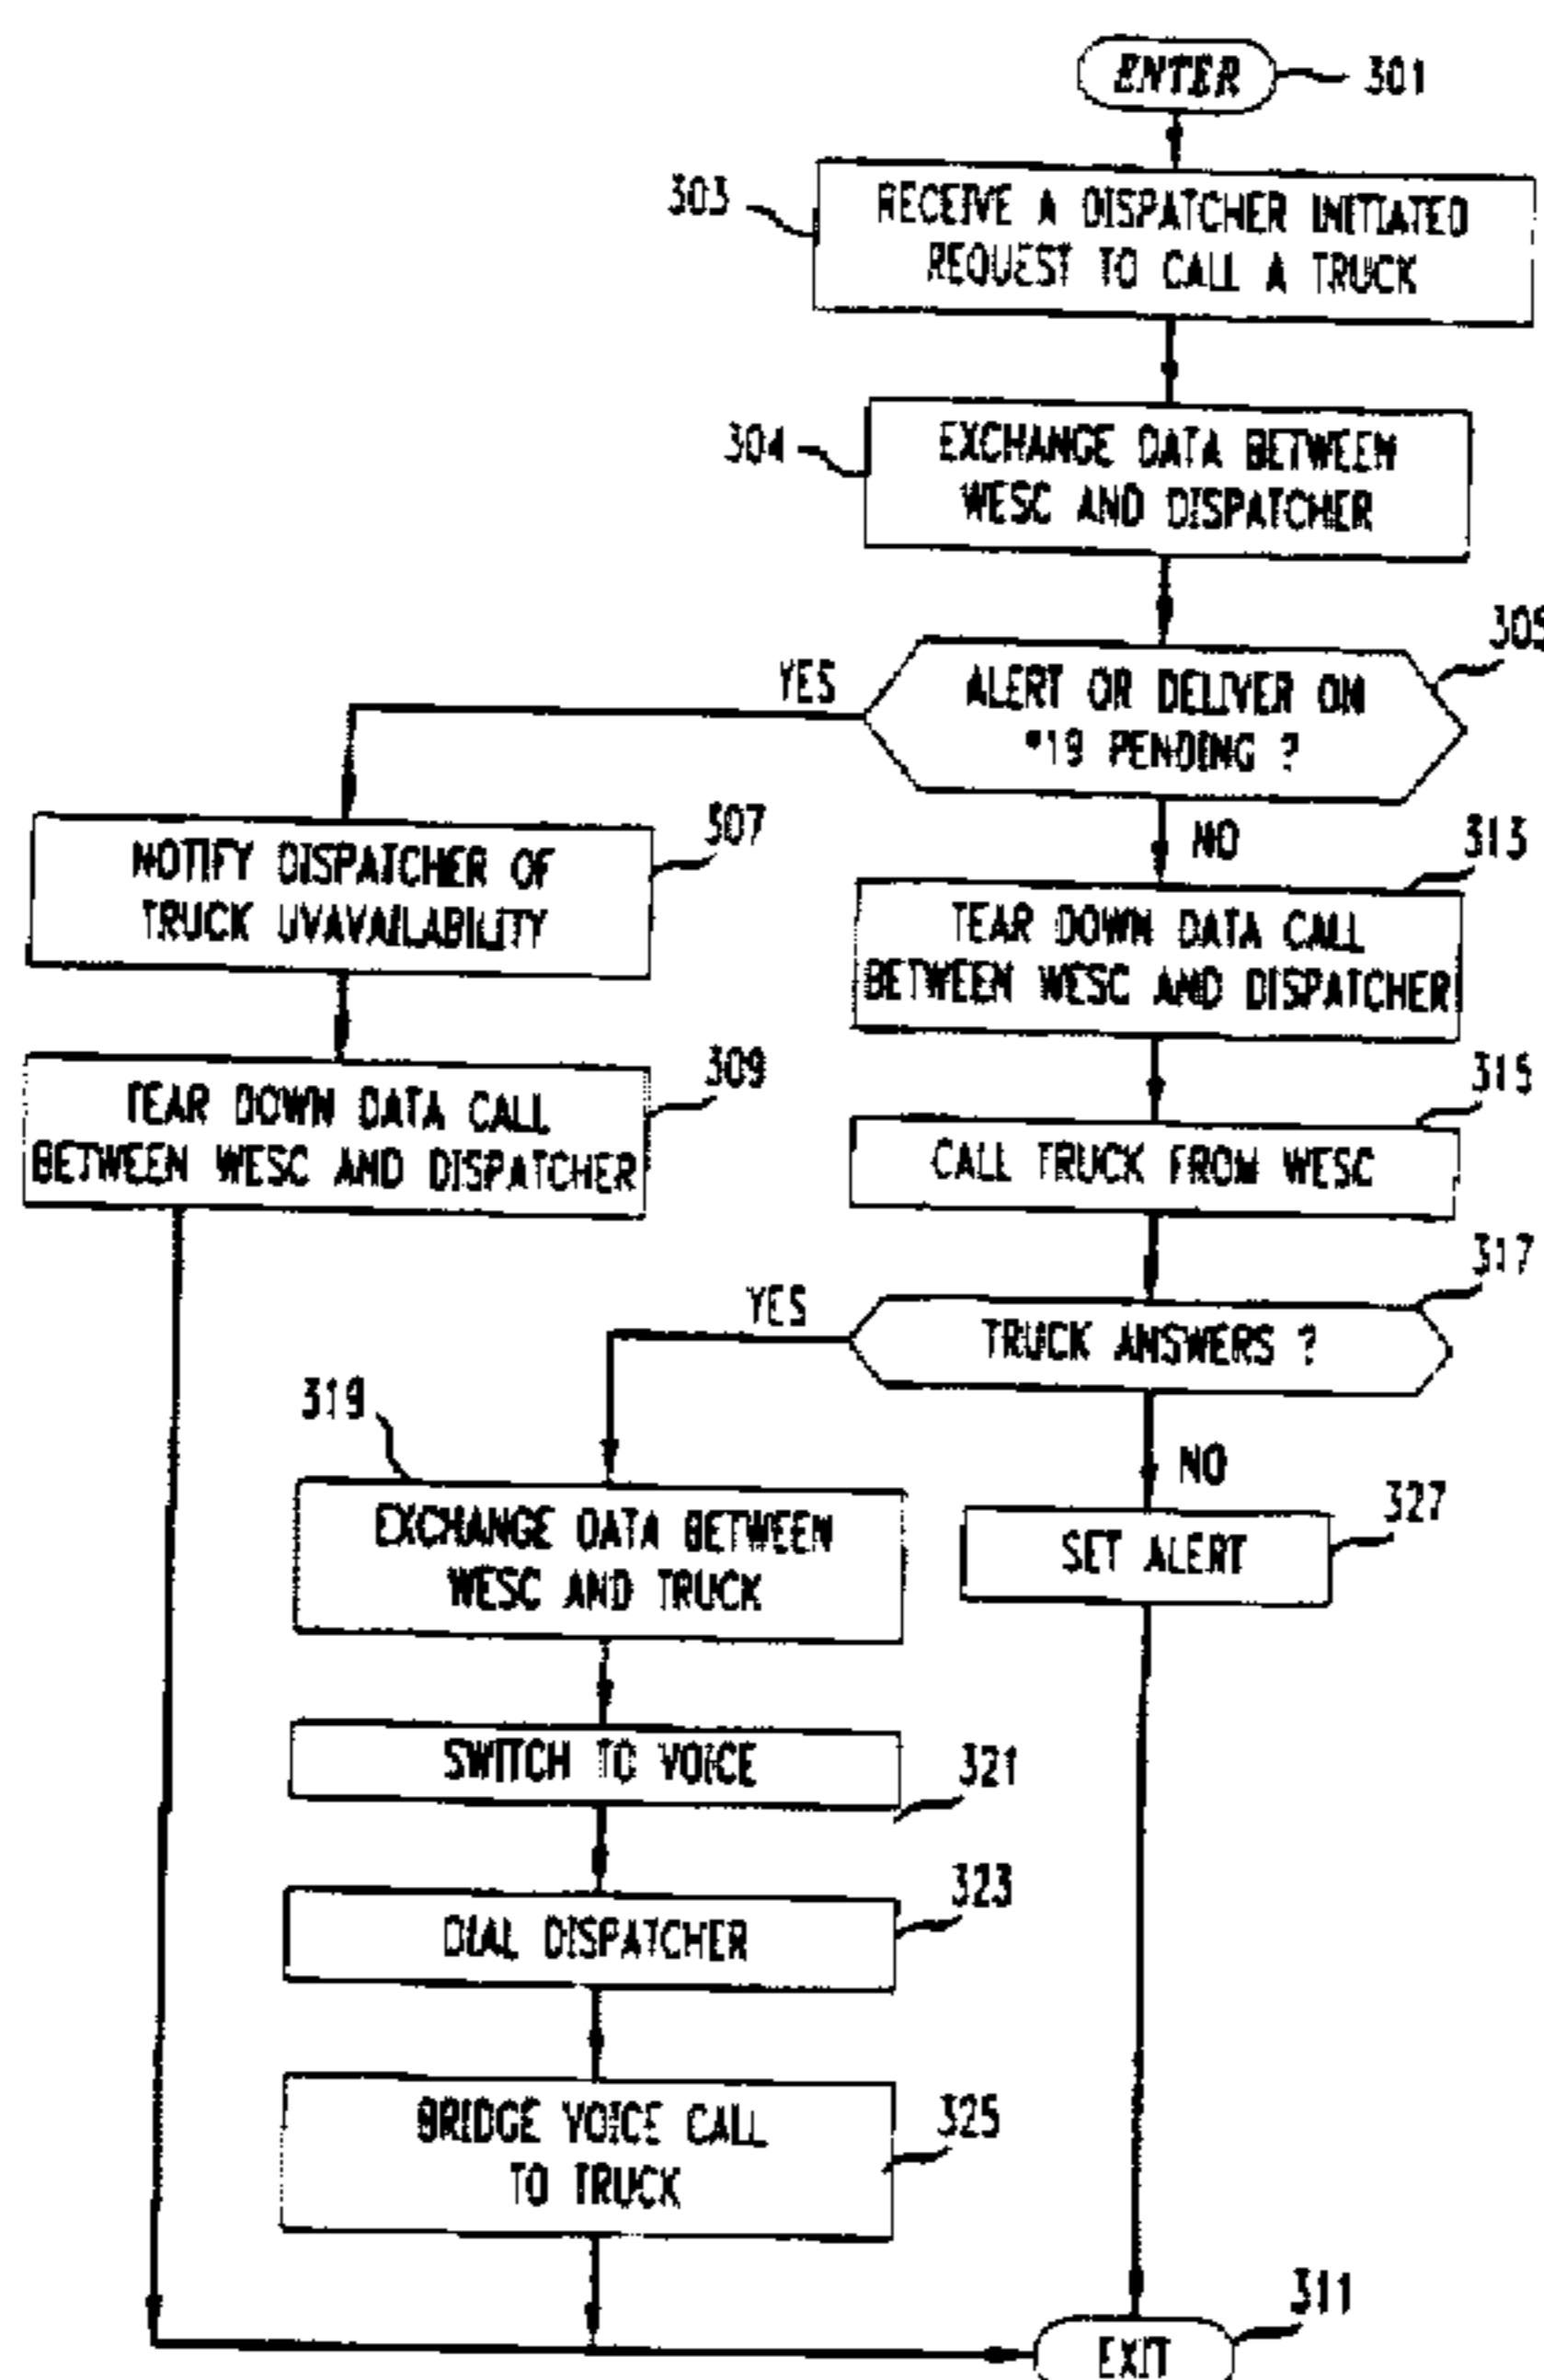 ENTER
301
303
RECEIVE A DISPATCHER INITIATED
REQUEST TO CALL A TRUCK
304
EXCHANGE DATA BETWEEN
WESC AND DISPATCHER
305
YES
ALERT OR DELIVER ON
*19 PENDING ?
NO
307
NOTIFY DISPATCHER OF
TRUCK UVAVAILABILITY
313
TEAR DOWN DATA CALL
BETWEEN WESC AND DISPATCHER
309
TEAR DOWN DATA CALL
BETWEEN WESC AND DISPATCHER
315
CALL TRUCK FROM WESC
317
YES
TRUCK ANSWERS ?
NO
319
EXCHANGE DATA BETWEEN
WESC AND TRUCK
327
SET ALERT
SWITCH TO VOICE
321
323
DIAL DISPATCHER
BRIDGE VOICE CALL
TO TRUCK
325
311
EXIT